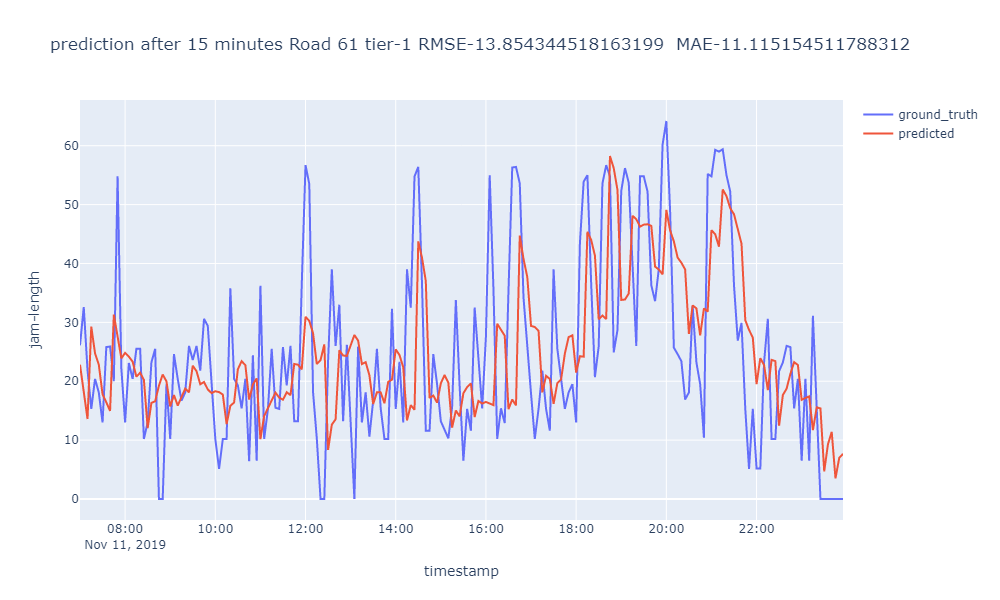 prediction after 15 minutes Road 61 tier-1 RMSE-13.854344518163199  MAE-11.115154511788312
ground_truth
predicted
60
50
40
30
20
10
0
jam-length
08:00 10:00 12:00 14:00 16:00 18:00 20:00 22:00
Nov 11, 2019
timestamp